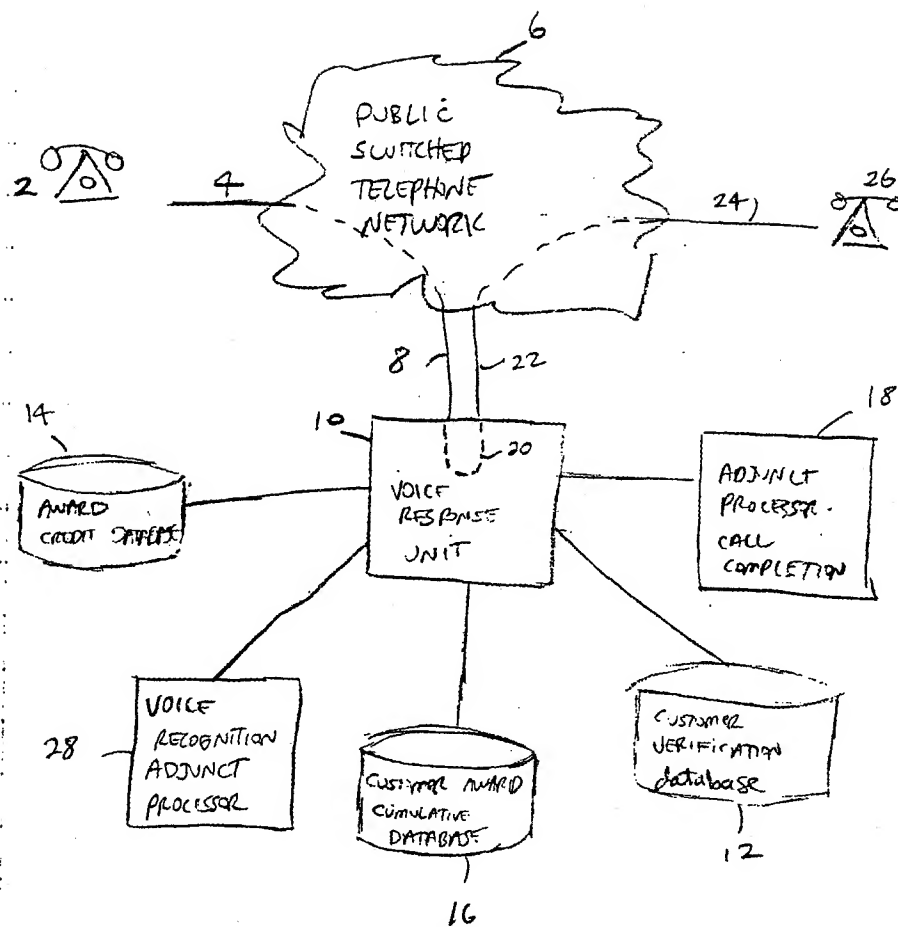 6
PUBLIC
SWITCHED
TELEPHONE
NETWORK
2
4
24
26
8
22
14
AWARD
CREDIT DATABASE
10
20
VOICE
RESPONSE
UNIT
18
ADJUNCT
PROCESSOR.
CALL
COMPLETION
28
VOICE
RECOGNITION
ADJUNCT
PROCESSOR
CUSTOMER AWARD
CUMULATIVE
DATABASE
16
CUSTOMER
VERIFICATION
database
12